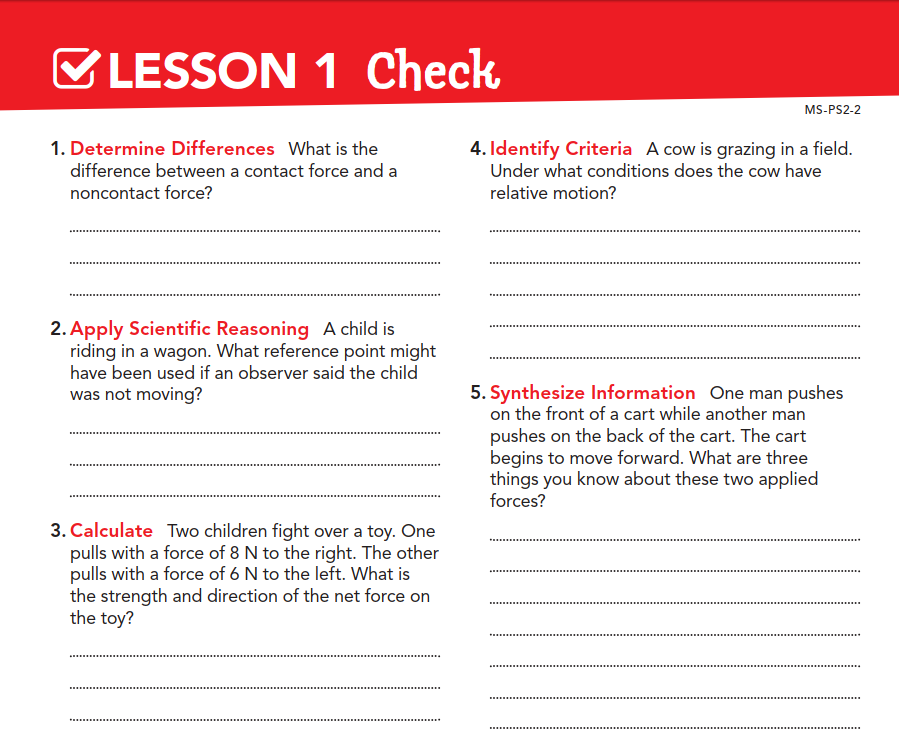 LESSON 1 Check
MS-PS2-2
1. Determine Differences What is the
difference between a contact force and a
noncontact force?
2. Apply Scientific Reasoning A child is
riding in a wagon. What reference point might
have been used if an observer said the child
was not moving?
3. Calculate Two children fight over a toy. One
pulls with a force of 8 N to the right. The other
pulls with a force of 6 N to the left. What is
the strength and direction of the net force on
the toy?
4. Identify Criteria A cow is grazing in a field.
Under what conditions does the cow have
relative motion?
5. Synthesize Information One man pushes
on the front of a cart while another man
pushes on the back of the cart. The cart
begins to move forward. What are three
things you know about these two applied
forces?